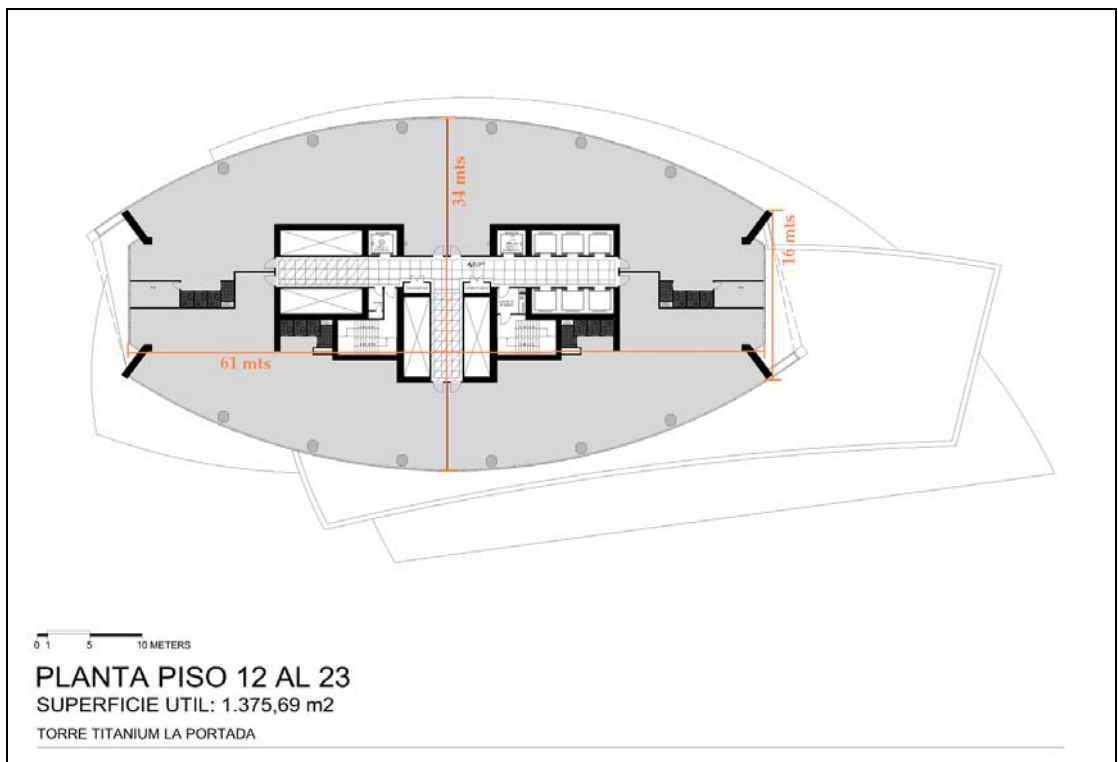 34 mts
16 mts
61 mts
0 1 5 10 METERS
PLANTA PISO 12 AL 23
SUPERFICIE UTIL: 1.375,69 m2
TORRE TITANIUM LA PORTADA